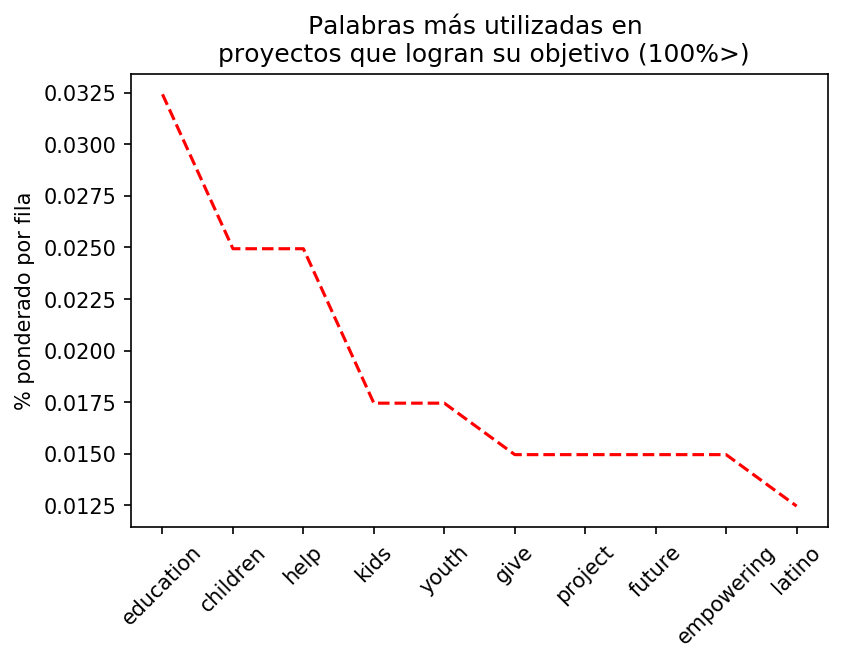 Palabras más utilizadas en
proyectos que logran su objetivo (100%>)
% ponderado por fila
0.0325
0.0300
0.0275
0.0250
0.0225
0.0200
0.0175
0.0150
0.0125
education
children
help
kids
youth
give
project
future
empowering
latino